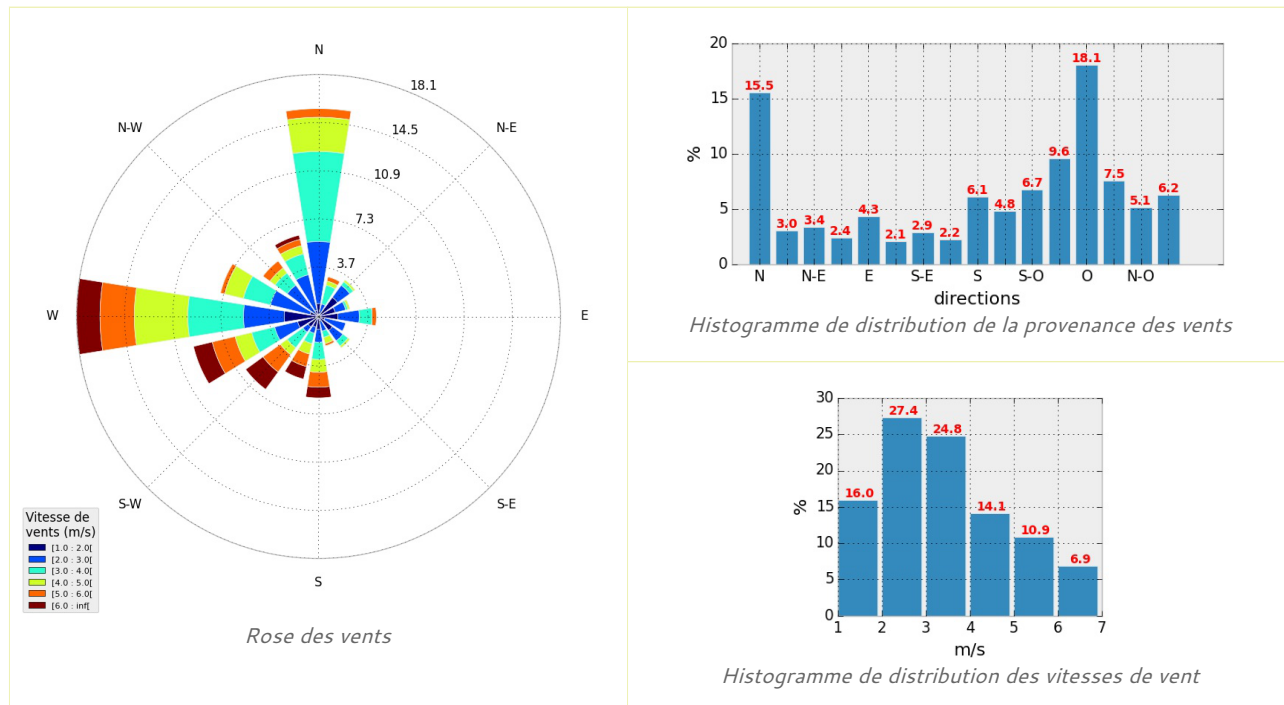 N
18.1
N-W
N-E
14.5
10.9
7.3
3.7
W
E
S-W
S-E
S
Vitesse de
vents (m/s)
[1.0 : 2.0[
[2.0 : 3.0[
[3.0 : 4.0[
[4.0 : 5.0[
[5.0 : 6.0[
[6.0 : inf[
Rose des vents
20
15
10
5
0
%
15.5
3.0
3.4
2.4
4.3
2.1
2.9
2.2
6.1
4.8
6.7
9.6
18.1
7.5
5.1
6.2
N N-E E S-E S S-O O N-O
directions
Histogramme de distribution de la provenance des vents
30
25
20
15
10
5
0
%
16.0
27.4
24.8
14.1
10.9
6.9
1 2 3 4 5 6 7
m/s
Histogramme de distribution des vitesses de vent